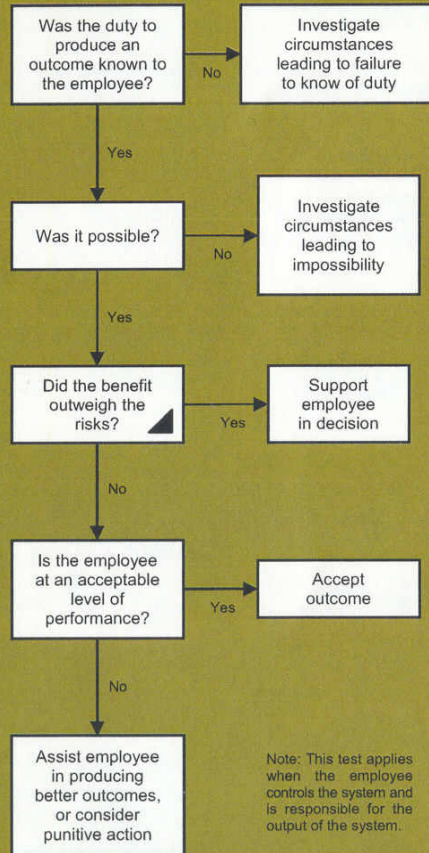 Was the duty to
produce an
outcome known to
the employee?
No
Investigate
circumstances
leading to failure
to know of duty
Yes
Was it possible?
No
Investigate
circumstances
leading to
impossibility
Yes
Did the benefit
outweigh the
risks?
Yes
Support
employee
in decision
No
Is the employee
at an acceptable
level of
performance?
Yes
Accept
outcome
No
Assist employee
in producing
better outcomes,
or consider
punitive action
Note: This test applies
when the employee
controls the system and
is responsible for the
output of the system.